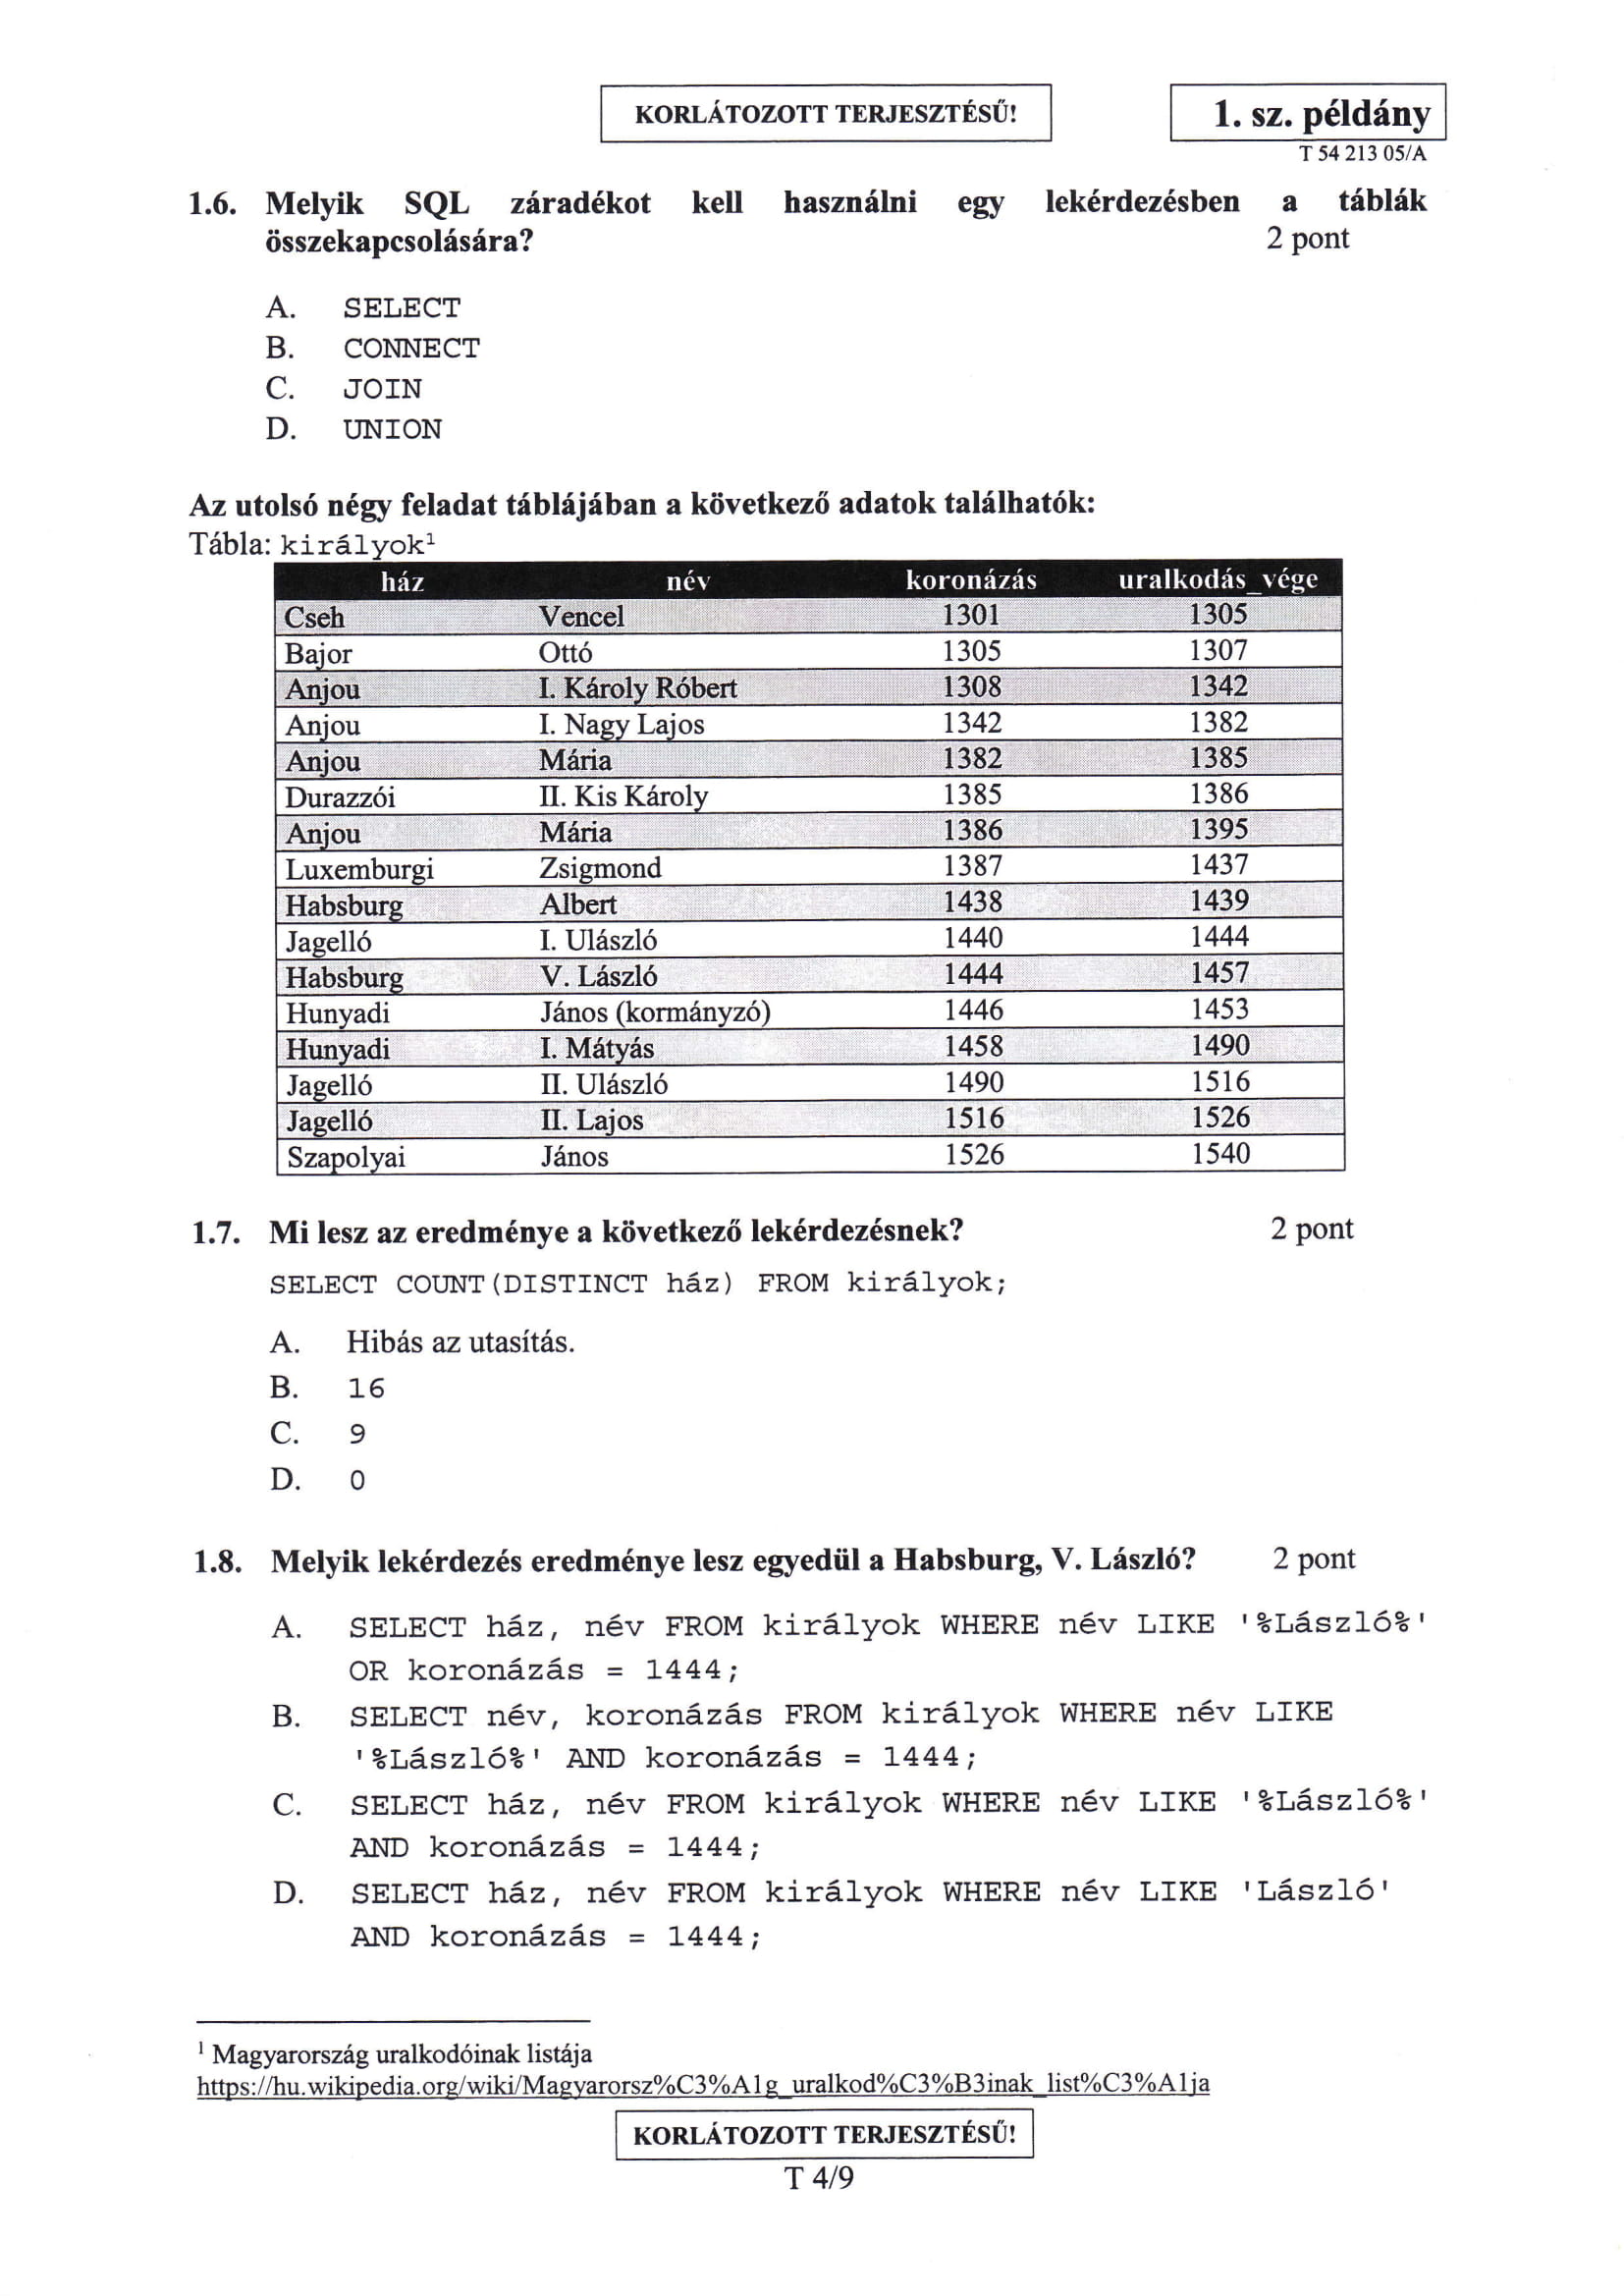 KORLÁTOZOTT TERJESZTÉSŰ!
1. sz. példány
T 54 213 05/A
1.6. Melyik SQL záradékot kell használni egy lekérdezésben a táblák
összekapcsolására? 2 pont
A. SELECT
B. CONNECT
C. JOIN
D. UNION
Az utolsó négy feladat táblájában a következő adatok találhatók:
Tábla: királyok¹
ház név koronázás uralkodás_vége
Cseh Vencel 1301 1305
Bajor Ottó 1305 1307
Anjou I. Károly Róbert 1308 1342
Anjou I. Nagy Lajos 1342 1382
Anjou Mária 1382 1385
Durazzói II. Kis Károly 1385 1386
Anjou Mária 1386 1395
Luxemburgi Zsigmond 1387 1437
Habsburg Albert 1438 1439
Jagelló I. Ulászló 1440 1444
Habsburg V. László 1444 1457
Hunyadi János (kormányzó) 1446 1453
Hunyadi I. Mátyás 1458 1490
Jagelló II. Ulászló 1490 1516
Jagelló II. Lajos 1516 1526
Szapolyai János 1526 1540
1.7. Mi lesz az eredménye a következő lekérdezésnek? 2 pont
SELECT COUNT(DISTINCT ház) FROM királyok;
A. Hibás az utasítás.
B. 16
C. 9
D. 0
1.8. Melyik lekérdezés eredménye lesz egyedül a Habsburg, V. László? 2 pont
A. SELECT ház, név FROM királyok WHERE név LIKE '%László%'
OR koronázás = 1444;
B. SELECT név, koronázás FROM királyok WHERE név LIKE
'%László%' AND koronázás = 1444;
C. SELECT ház, név FROM királyok WHERE név LIKE '%László%'
AND koronázás = 1444;
D. SELECT ház, név FROM királyok WHERE név LIKE 'László'
AND koronázás = 1444;
¹ Magyarország uralkodóinak listája
https://hu.wikipedia.org/wiki/Magyarorsz%C3%A1g_uralkod%C3%B3inak_list%C3%A1ja
KORLÁTOZOTT TERJESZTÉSŰ!
T 4/9